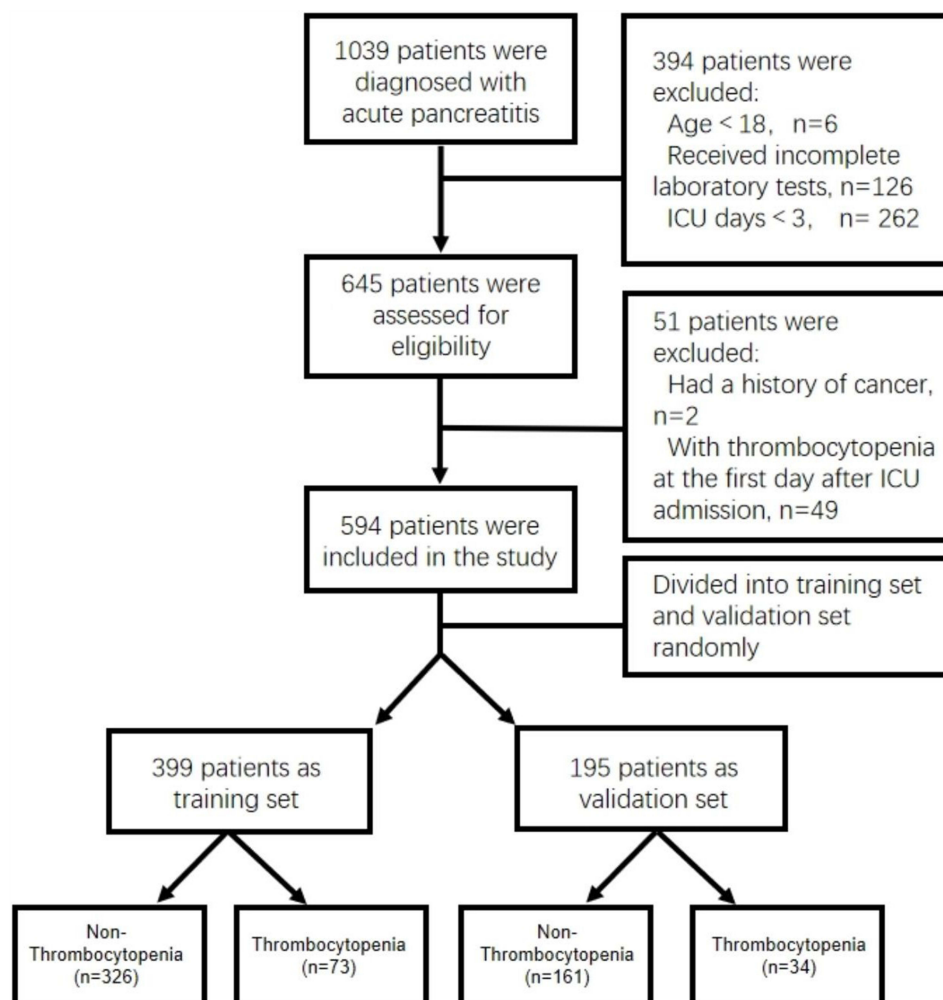 1039 patients were
diagnosed with
acute pancreatitis
394 patients were
excluded:
Age < 18, n=6
Received incomplete
laboratory tests, n=126
ICU days < 3, n= 262
645 patients were
assessed for
eligibility
51 patients were
excluded:
Had a history of cancer,
n=2
With thrombocytopenia
at the first day after ICU
admission, n=49
594 patients were
included in the study
Divided into training set
and validation set
randomly
399 patients as
training set
195 patients as
validation set
Non-
Thrombocytopenia
(n=326)
Thrombocytopenia
(n=73)
Non-
Thrombocytopenia
(n=161)
Thrombocytopenia
(n=34)